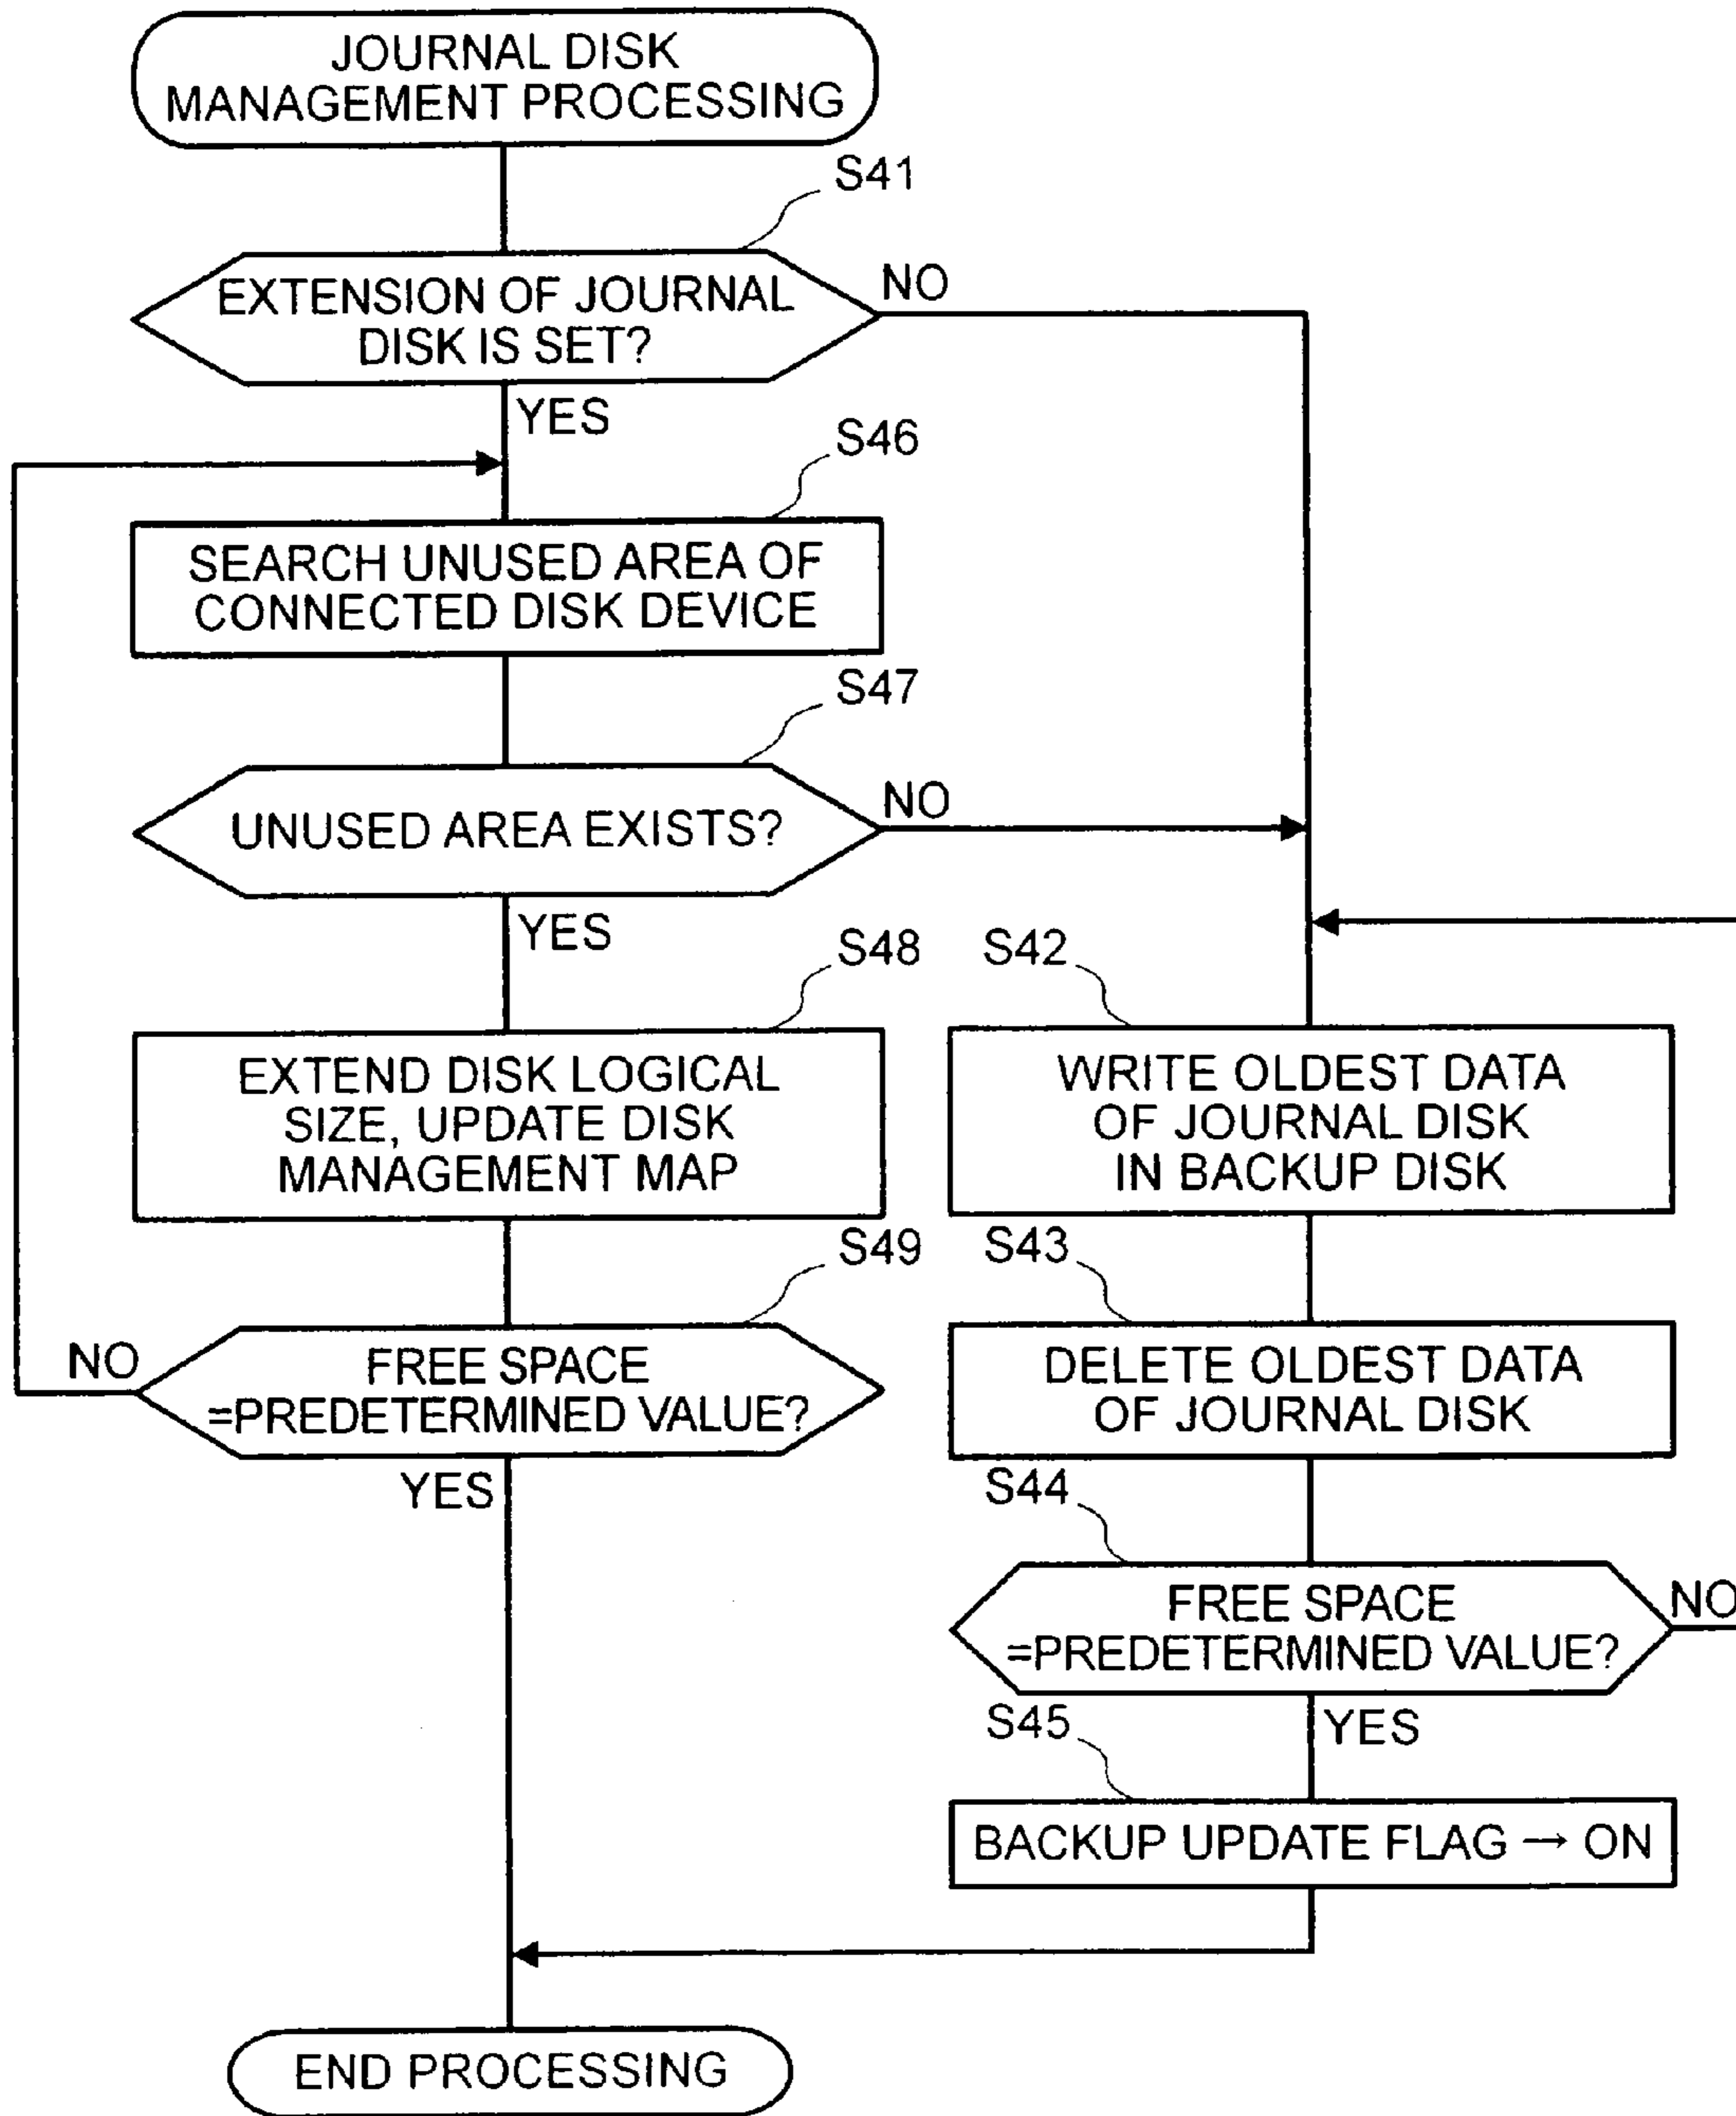 JOURNAL DISK
MANAGEMENT PROCESSING
S41
EXTENSION OF JOURNAL
DISK IS SET?
NO
YES
S46
SEARCH UNUSED AREA OF
CONNECTED DISK DEVICE
S47
UNUSED AREA EXISTS?
NO
YES
S48
EXTEND DISK LOGICAL
SIZE, UPDATE DISK
MANAGEMENT MAP
S49
FREE SPACE
=PREDETERMINED VALUE?
NO
YES
S42
WRITE OLDEST DATA
OF JOURNAL DISK
IN BACKUP DISK
S43
DELETE OLDEST DATA
OF JOURNAL DISK
S44
FREE SPACE
=PREDETERMINED VALUE?
NO
YES
S45
BACKUP UPDATE FLAG → ON
END PROCESSING